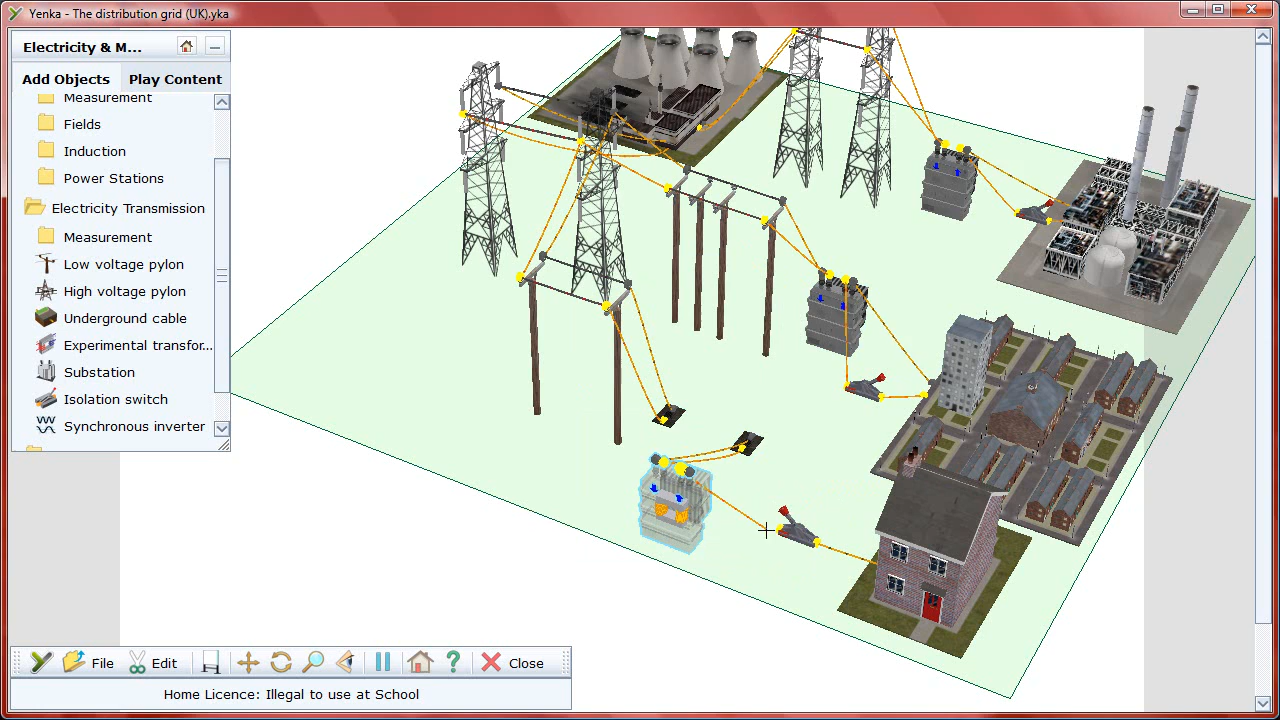 Yenka - The distribution grid (UK).yka
Electricity & M...
Add Objects Play Content
Measurement
Fields
Induction
Power Stations
Electricity Transmission
Measurement
Low voltage pylon
High voltage pylon
Underground cable
Experimental transfor...
Substation
Isolation switch
Synchronous inverter
File Edit ? Close
Home Licence: Illegal to use at School